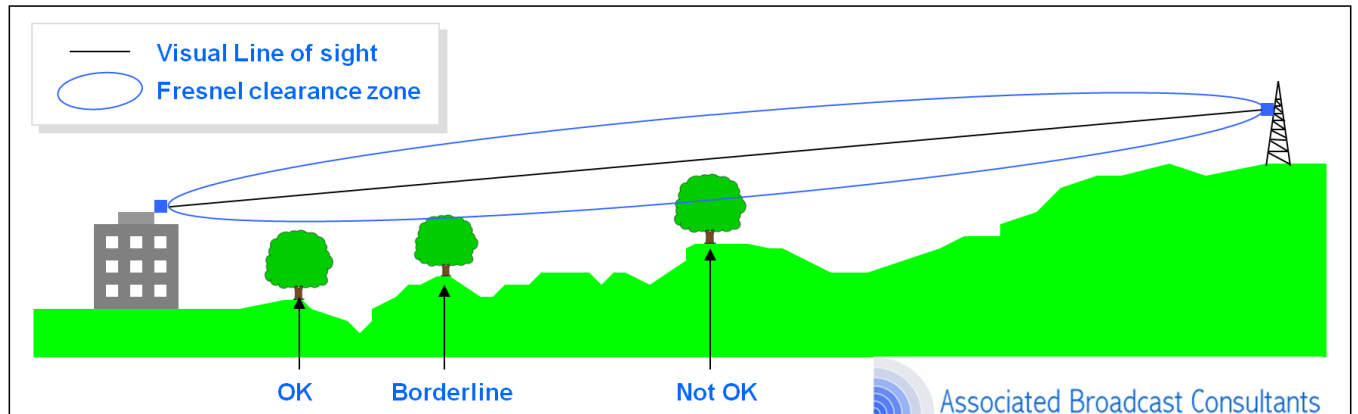 Visual Line of sight
Fresnel clearance zone
OK
Borderline
Not OK
Associated Broadcast Consultants